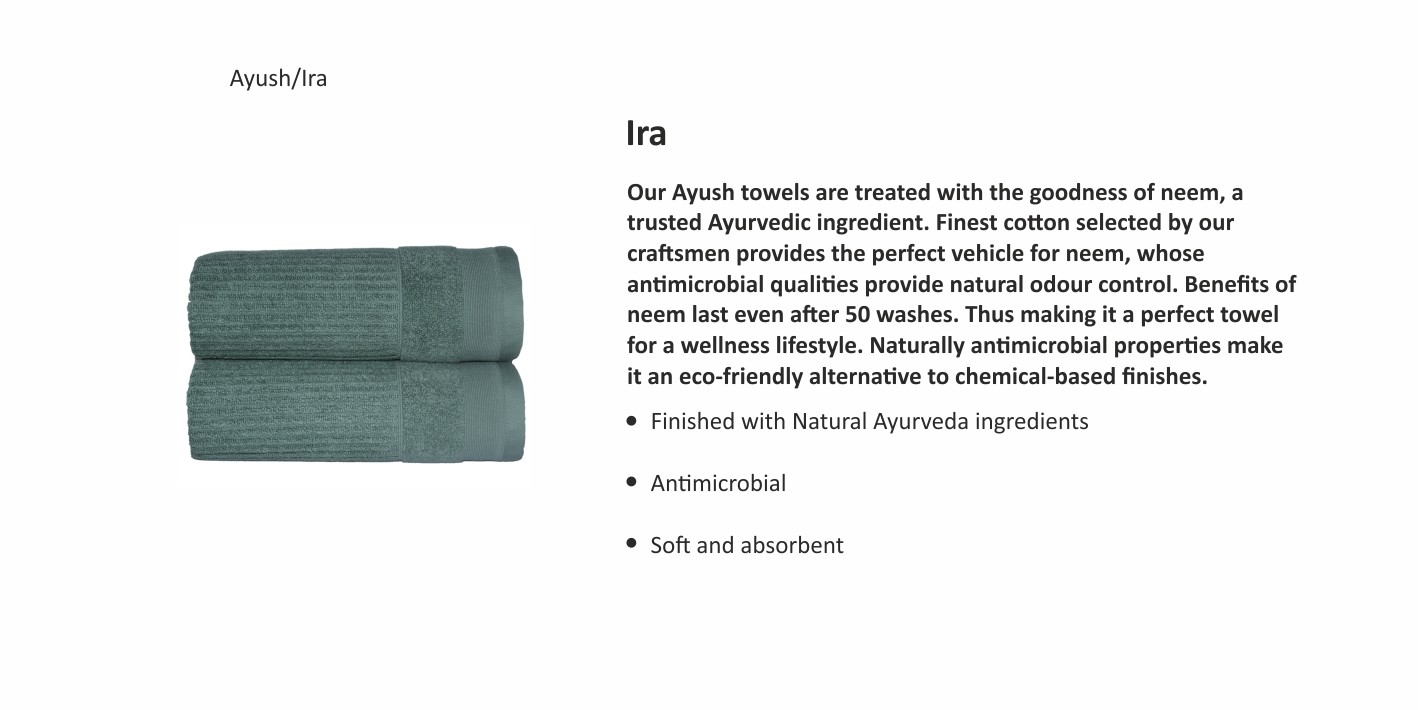 Ayush/Ira
Ira
Our Ayush towels are treated with the goodness of neem, a
trusted Ayurvedic ingredient. Finest cotton selected by our
craftsmen provides the perfect vehicle for neem, whose
antimicrobial qualities provide natural odour control. Benefits of
neem last even after 50 washes. Thus making it a perfect towel
for a wellness lifestyle. Naturally antimicrobial properties make
it an eco-friendly alternative to chemical-based finishes.
• Finished with Natural Ayurveda ingredients
• Antimicrobial
• Soft and absorbent